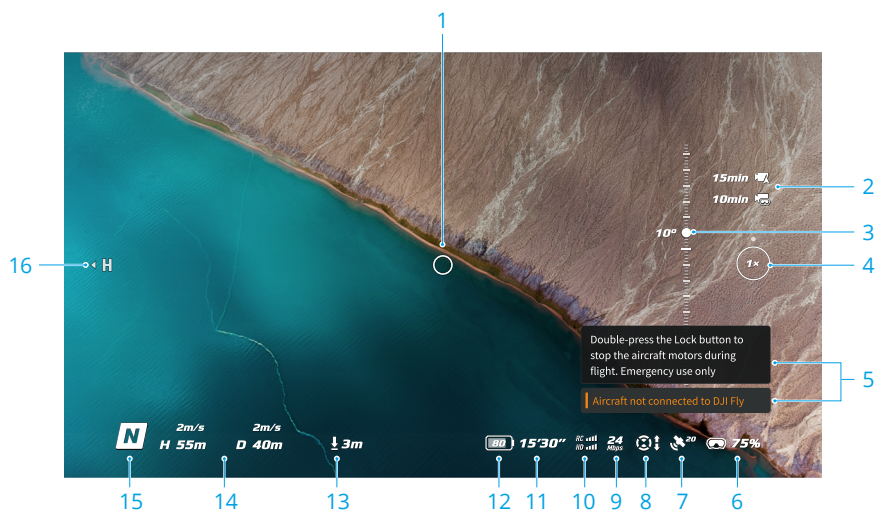 1
15min
2
10min
10°
3
16
H
1×
4
Double-press the Lock button to
stop the aircraft motors during
flight. Emergency use only
5
Aircraft not connected to DJI Fly
N
2m/s
H 55m
2m/s
D 40m
3m
80
15'30"
RC
HD
24
Mbps
20
75%
15
14
13
12
11
10
9
8
7
6